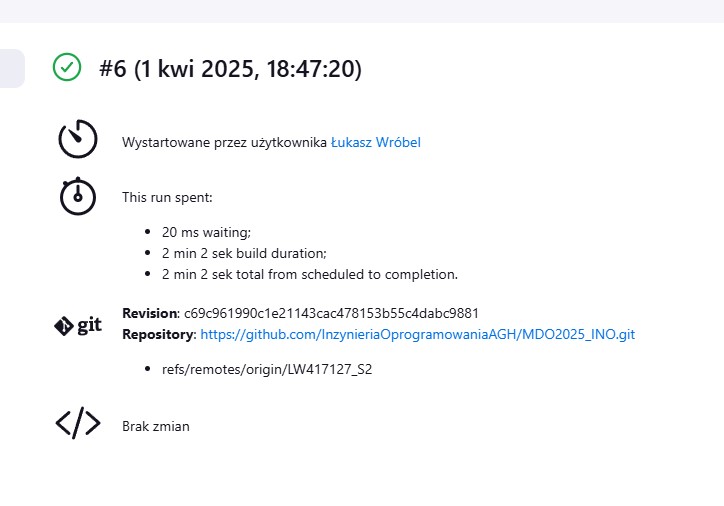 #6 (1 kwi 2025, 18:47:20)
Wystartowane przez użytkownika Łukasz Wróbel
This run spent:
20 ms waiting;
2 min 2 sek build duration;
2 min 2 sek total from scheduled to completion.
git
Revision: c69c961990c1e21143cac478153b55c4dabc9881
Repository: https://github.com/InzynieriaOprogramowaniaAGH/MDO2025_INO.git
refs/remotes/origin/LW417127_S2
Brak zmian